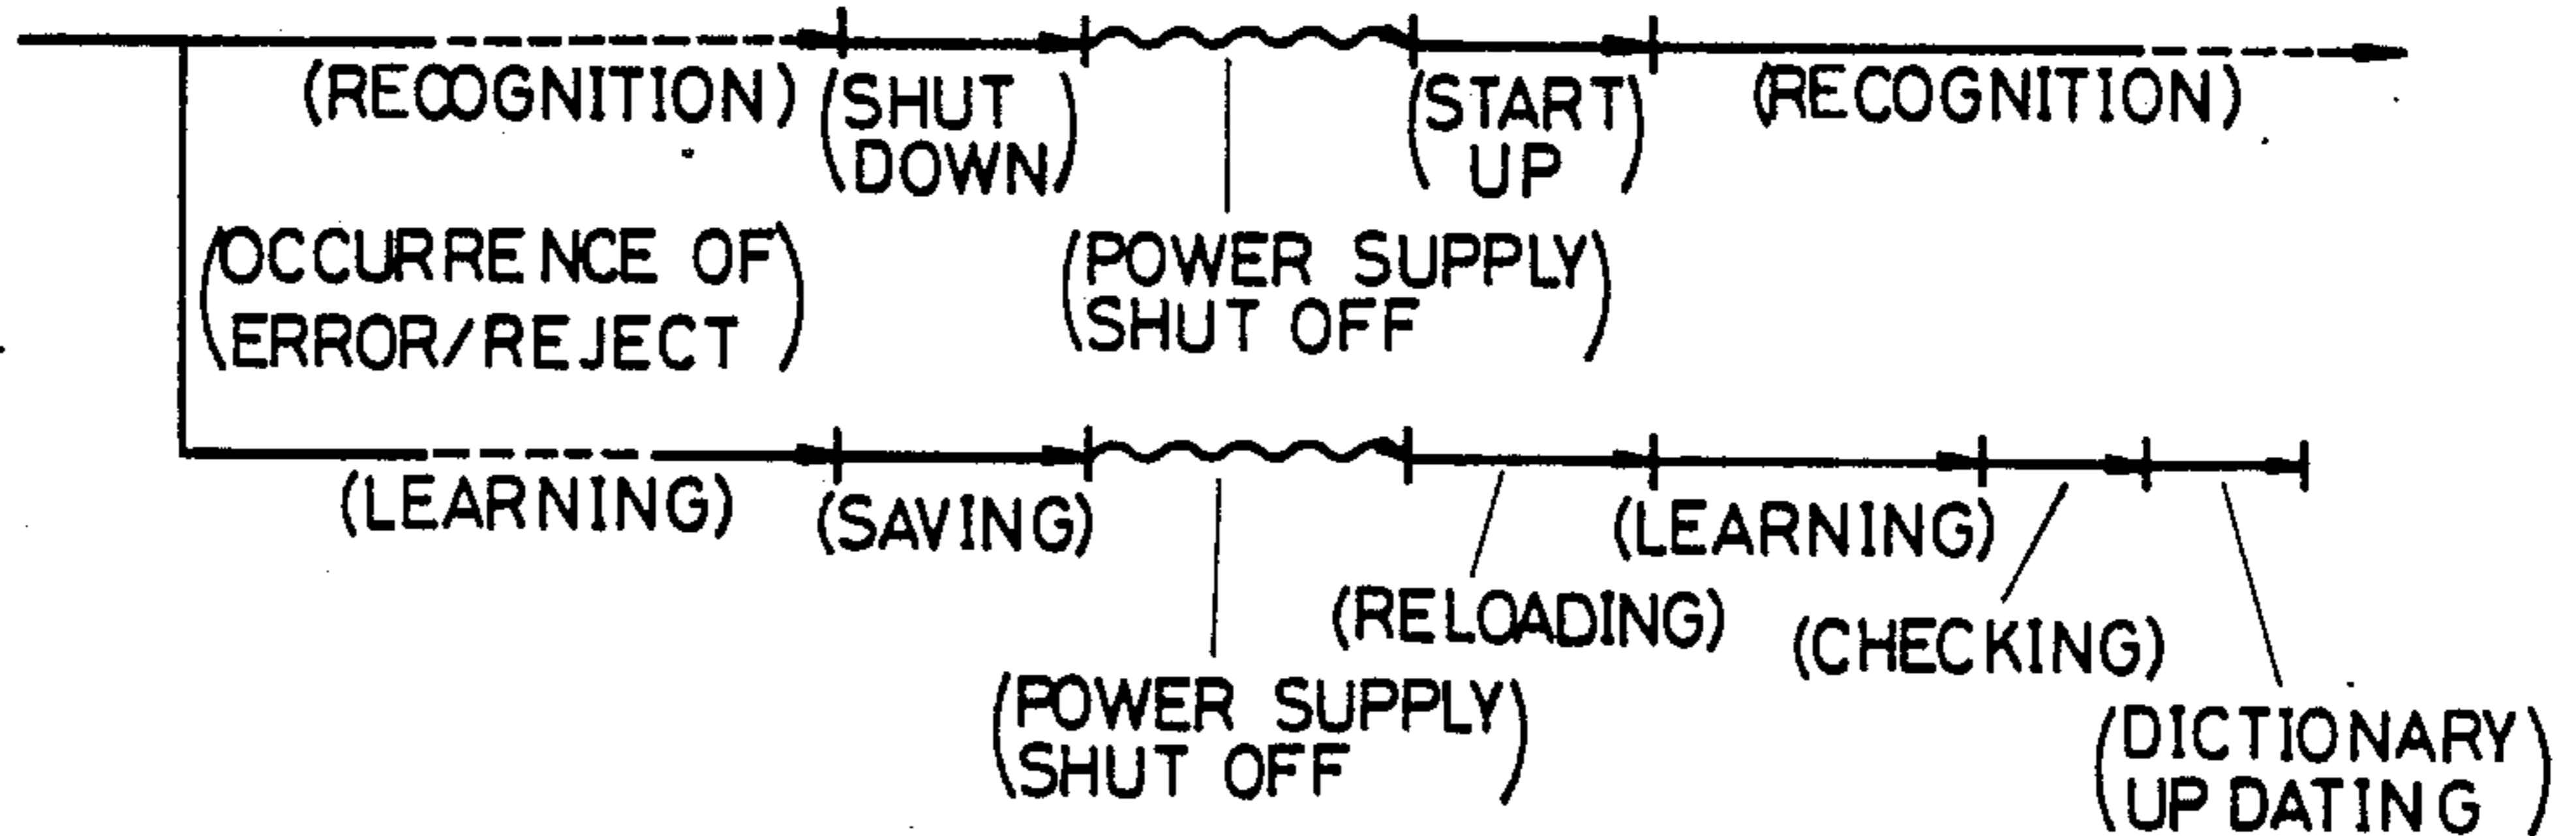 (RECOGNITION)
(SHUT
DOWN)
(START
UP)
(RECOGNITION)
(OCCURRENCE OF
ERROR/REJECT)
(POWER SUPPLY
SHUT OFF)
(LEARNING)
(SAVING)
(LEARNING)
(RELOADING)
(CHECKING)
(POWER SUPPLY
SHUT OFF)
(DICTIONARY
UP DATING)